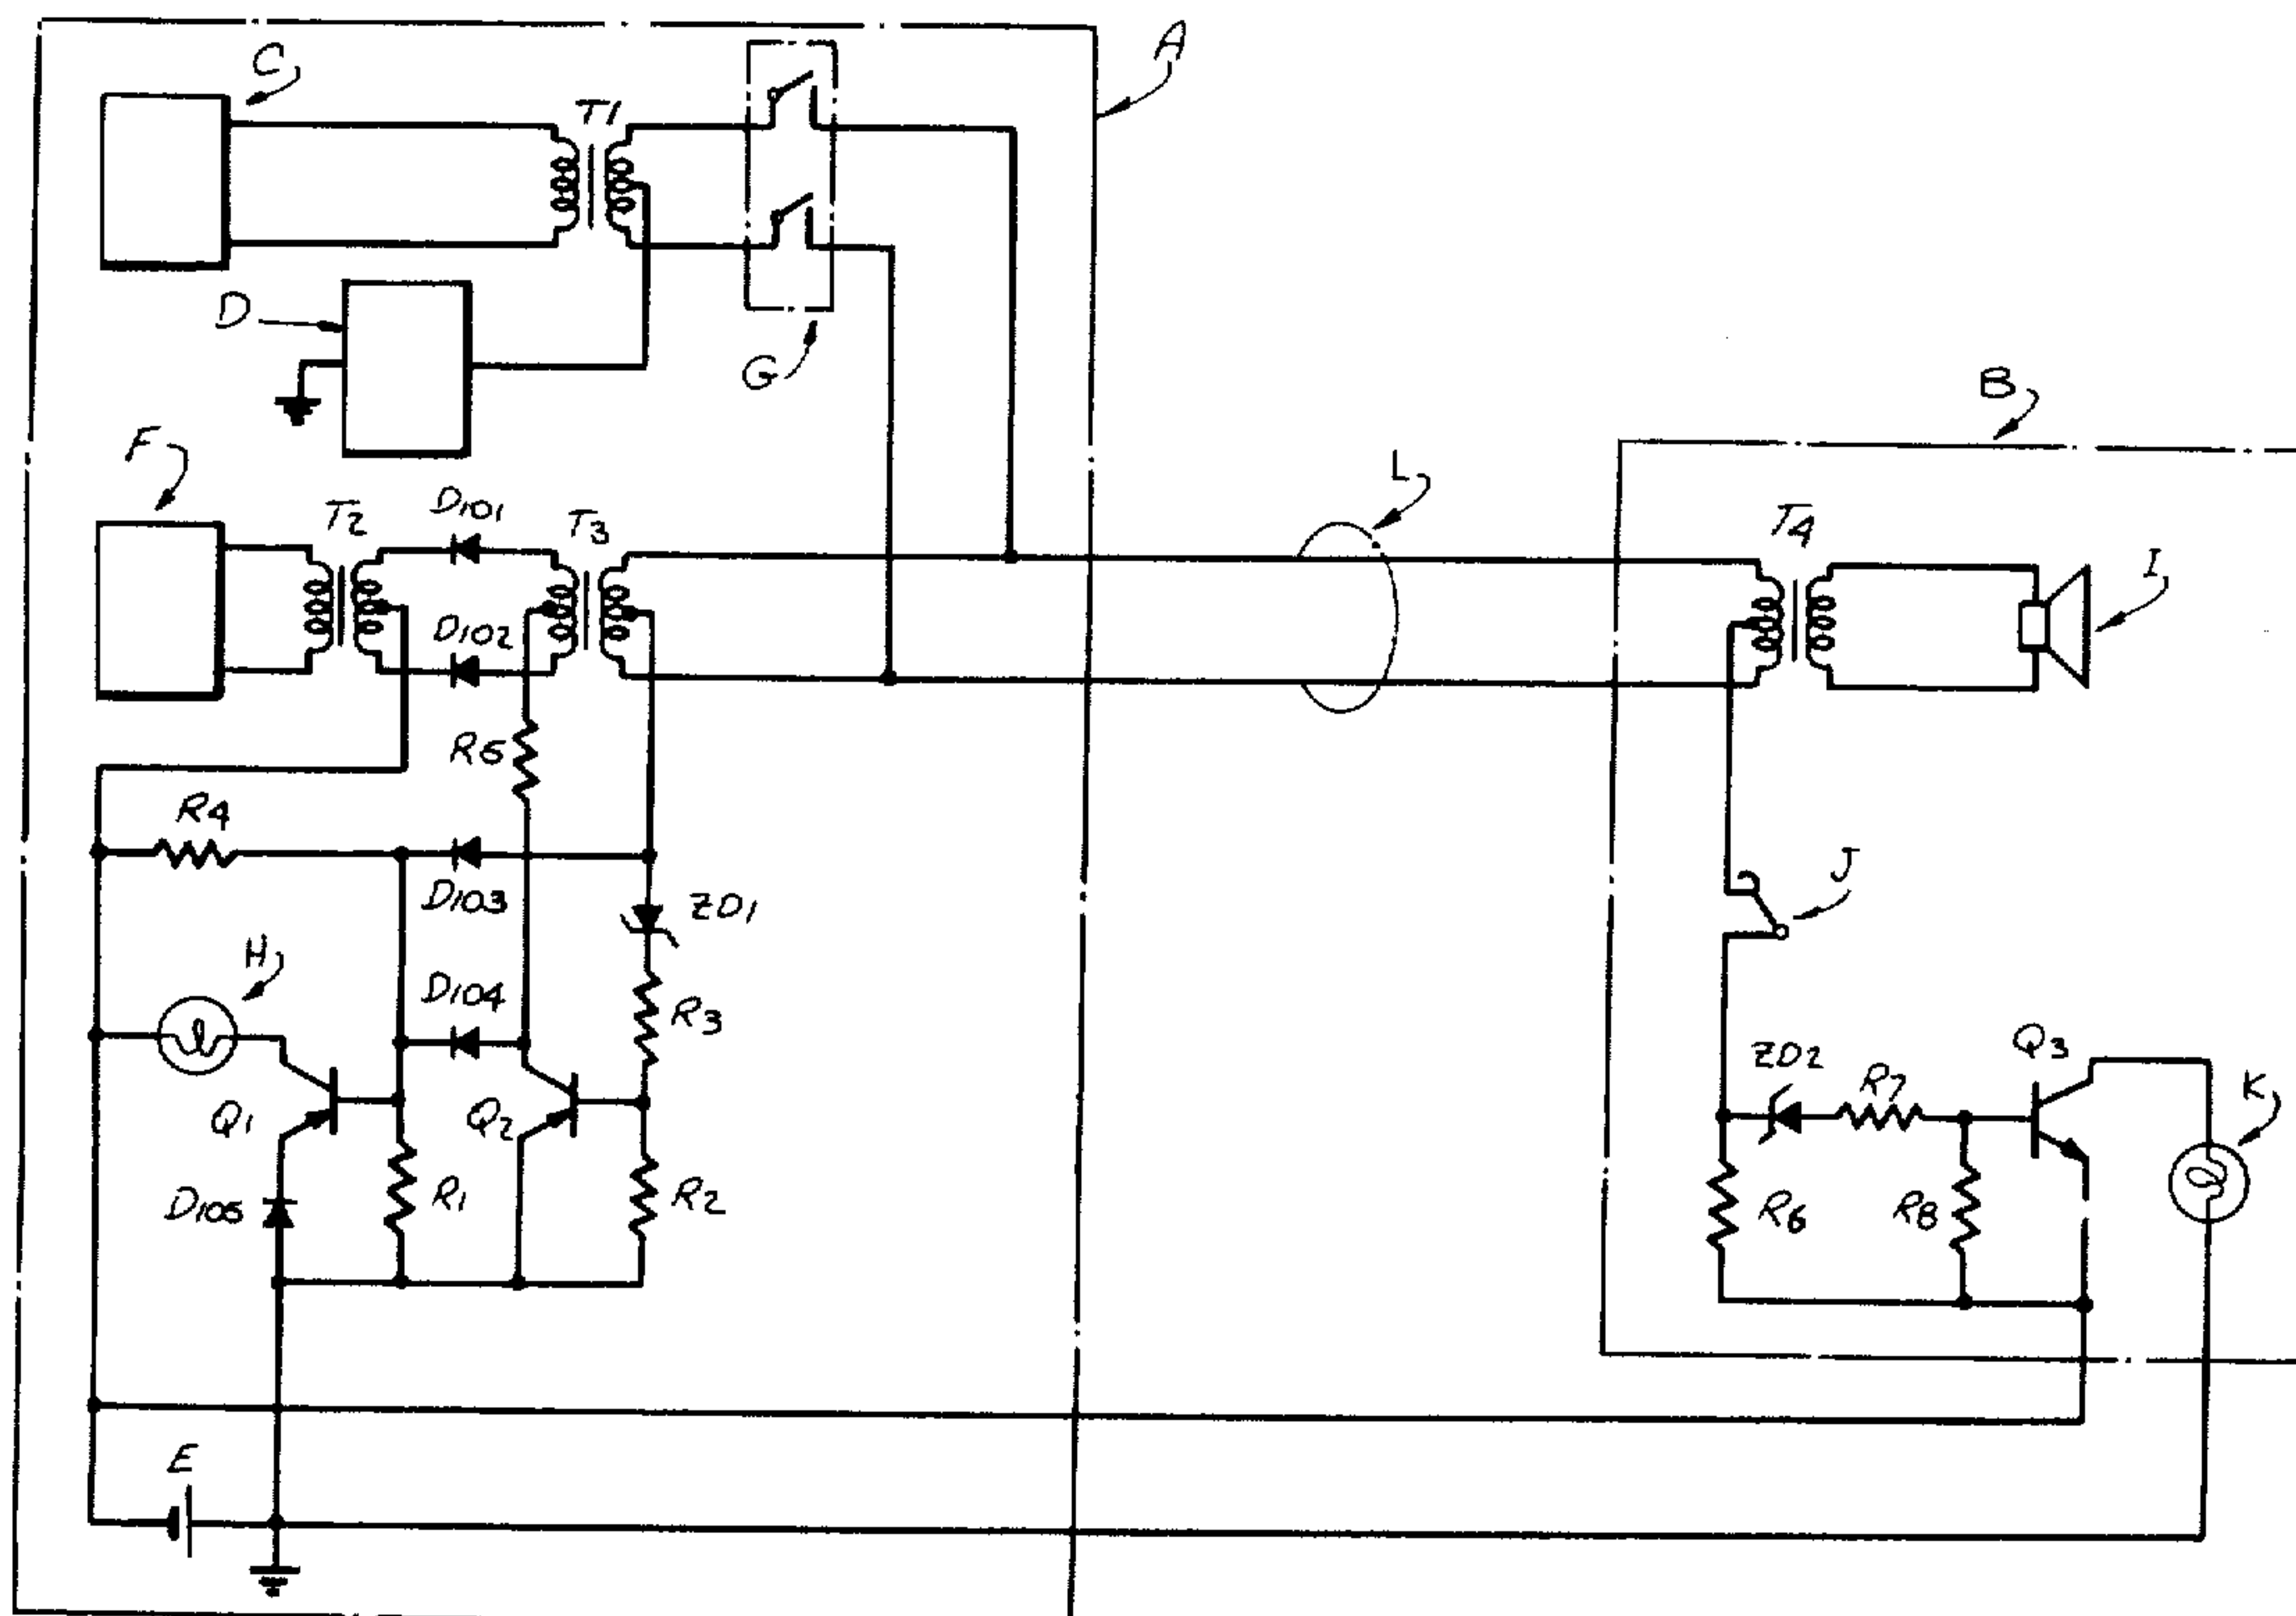 A
C
T1
D
G
B
F
L
T2
D101
T3
T4
I
D102
R5
R4
J
D103
ZD1
H
D104
R3
ZD2
Q3
R7
K
Q1
Q2
D105
R1
R2
R6
R8
E